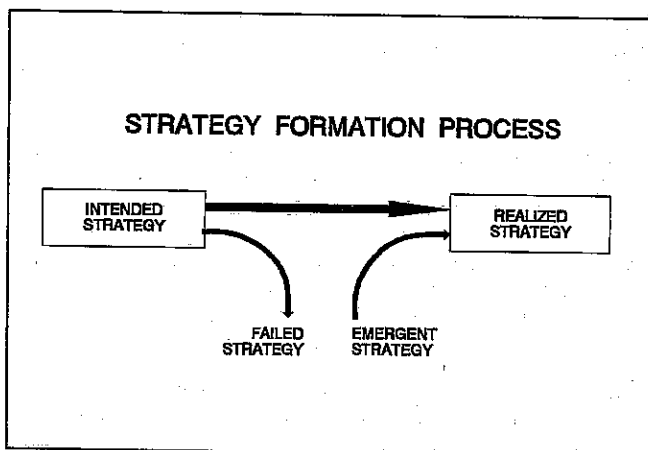 STRATEGY FORMATION PROCESS
INTENDED
STRATEGY
REALIZED
STRATEGY
FAILED
STRATEGY
EMERGENT
STRATEGY